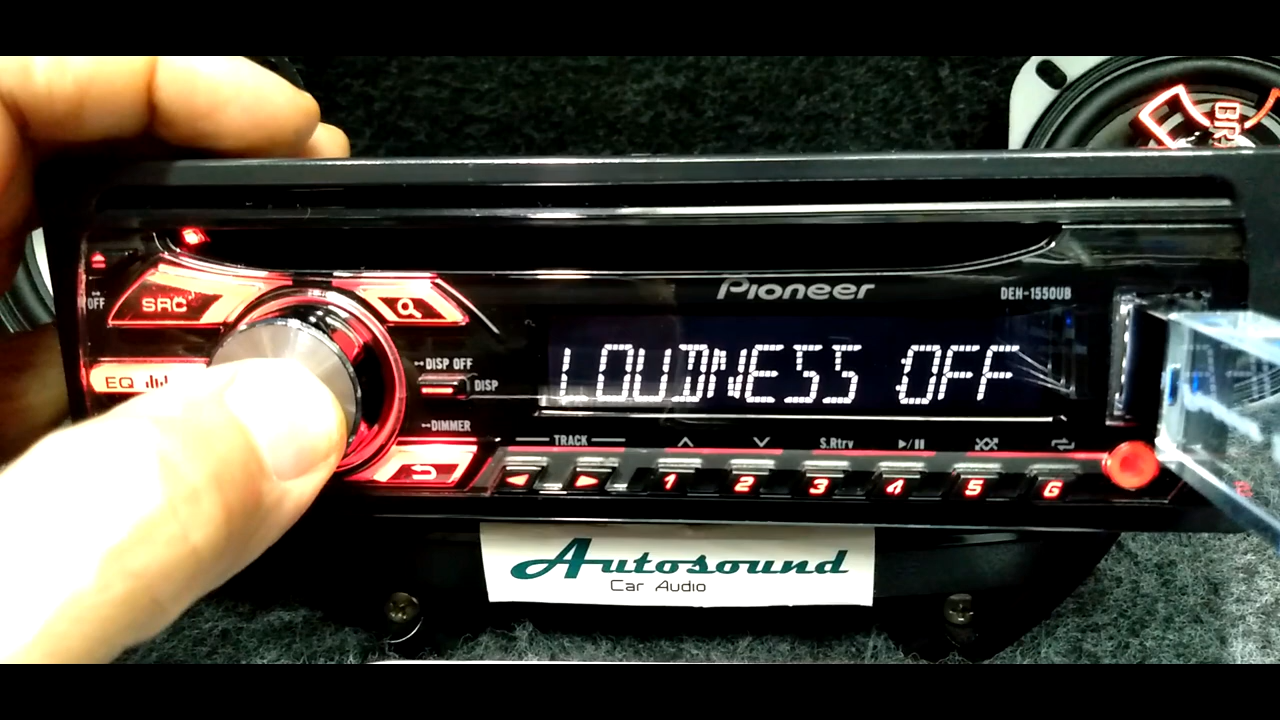 BR
Pioneer
DEH-1550UB
OFF
SRC
DISP OFF
DISP
EQ
LOUDNESS OFF
DIMMER
TRACK
S.Rtrv
1 2 3 4 5 6
Autosound
Car Audio